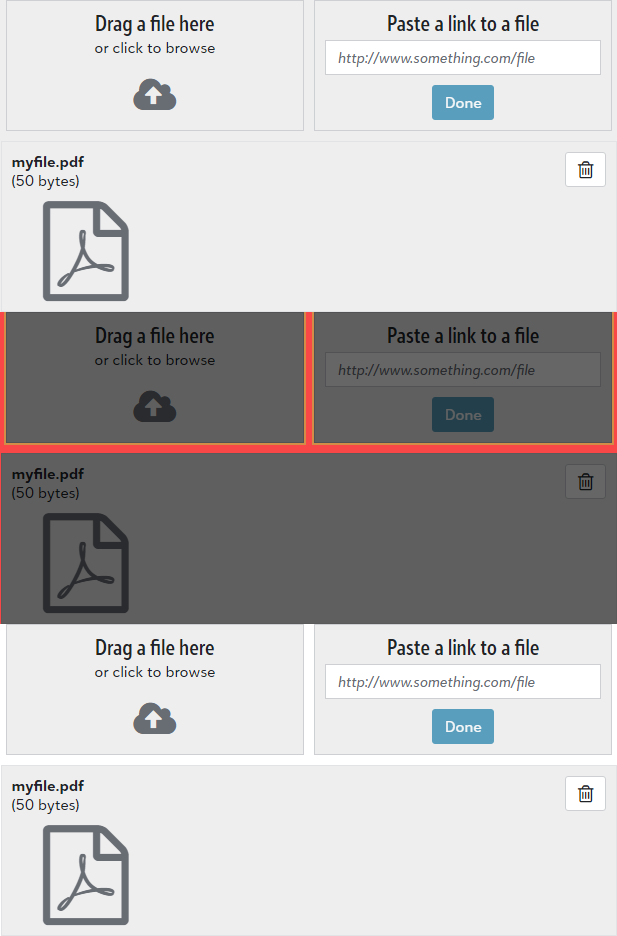 Drag a file here
or click to browse
Paste a link to a file
http://www.something.com/file
Done
myfile.pdf
(50 bytes)
Drag a file here
or click to browse
Paste a link to a file
http://www.something.com/file
Done
myfile.pdf
(50 bytes)
Drag a file here
or click to browse
Paste a link to a file
http://www.something.com/file
Done
myfile.pdf
(50 bytes)